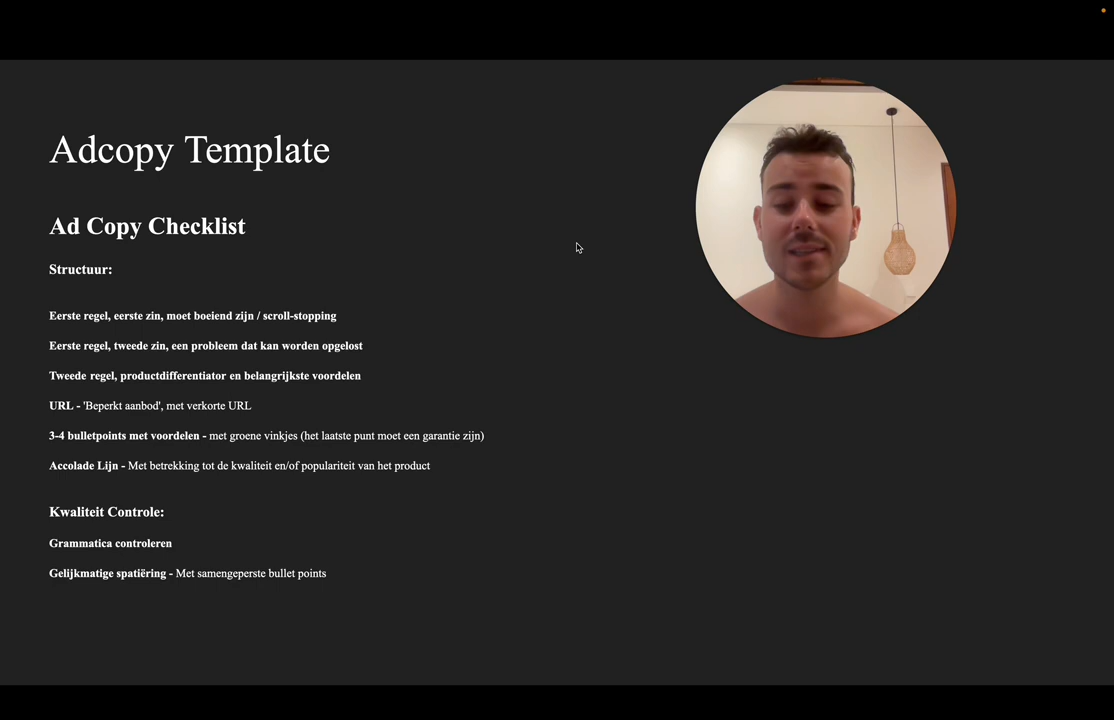 Adcopy Template
Ad Copy Checklist
Structuur:
Eerste regel, eerste zin, moet boeiend zijn / scroll-stopping
Eerste regel, tweede zin, een probleem dat kan worden opgelost
Tweede regel, productdifferentiator en belangrijkste voordelen
URL - 'Beperkt aanbod', met verkorte URL
3-4 bulletpoints met voordelen - met groene vinkjes (het laatste punt moet een garantie zijn)
Accolade Lijn - Met betrekking tot de kwaliteit en/of populariteit van het product
Kwaliteit Controle:
Grammatica controleren
Gelijkmatige spatiëring - Met samengeperste bullet points